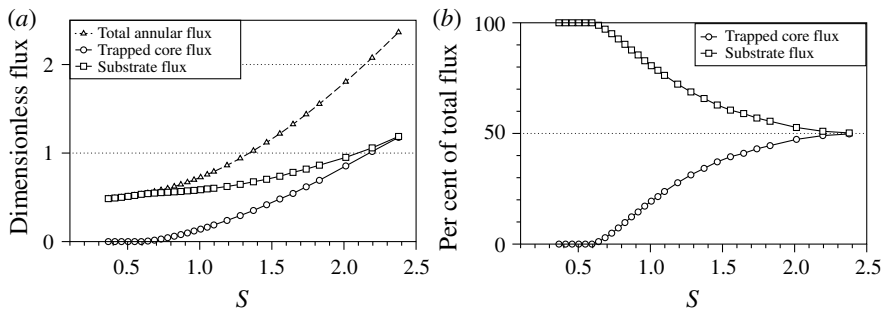 (a)
Total annular flux
Trapped core flux
Substrate flux
Dimensionless flux
2
1
0
0.5 1.0 1.5 2.0 2.5
S
(b)
Trapped core flux
Substrate flux
Per cent of total flux
100
50
0
0.5 1.0 1.5 2.0 2.5
S